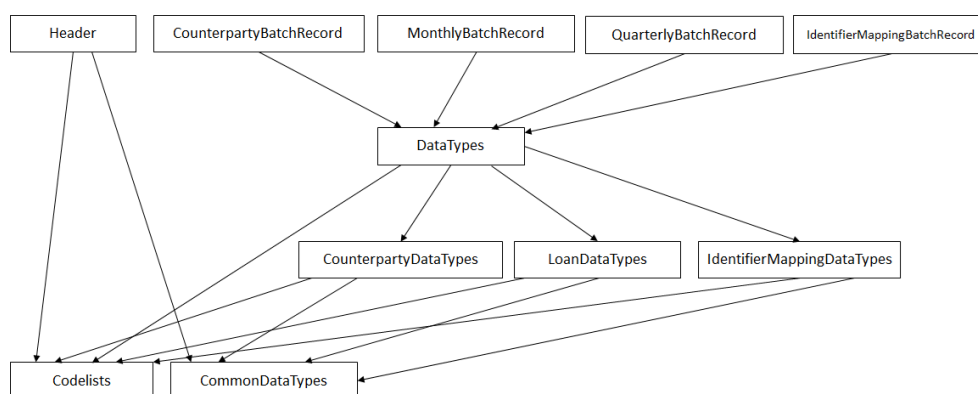 Header
CounterpartyBatchRecord
MonthlyBatchRecord
QuarterlyBatchRecord
IdentifierMappingBatchRecord
DataTypes
CounterpartyDataTypes
LoanDataTypes
IdentifierMappingDataTypes
Codelists
CommonDataTypes